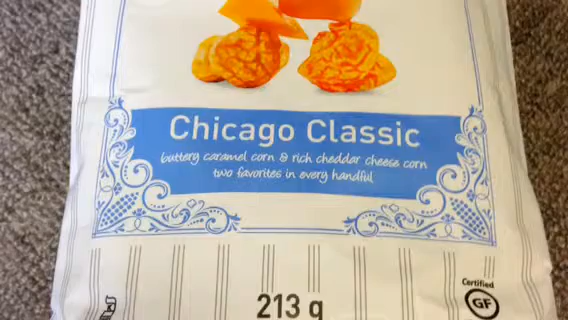 Chicago Classic
buttery caramel corn & rich cheddar cheese corn
two favorites in every handful
Certified
GF
213 g